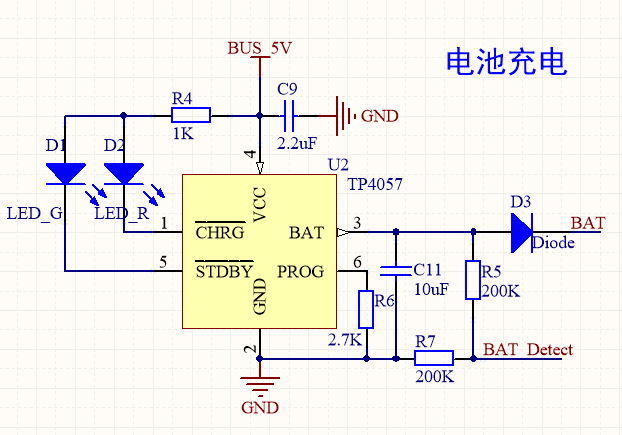 BUS_5V
电池充电
C9
R4
GND
1K
2.2uF
D1
D2
4
U2
TP4057
VCC
D3
LED_G
LED_R
1
CHRG
BAT
3
BAT
Diode
5
STDBY
PROG
6
C11
R5
10uF
200K
GND
R6
2.7K
2
R7
BAT_Detect
200K
GND